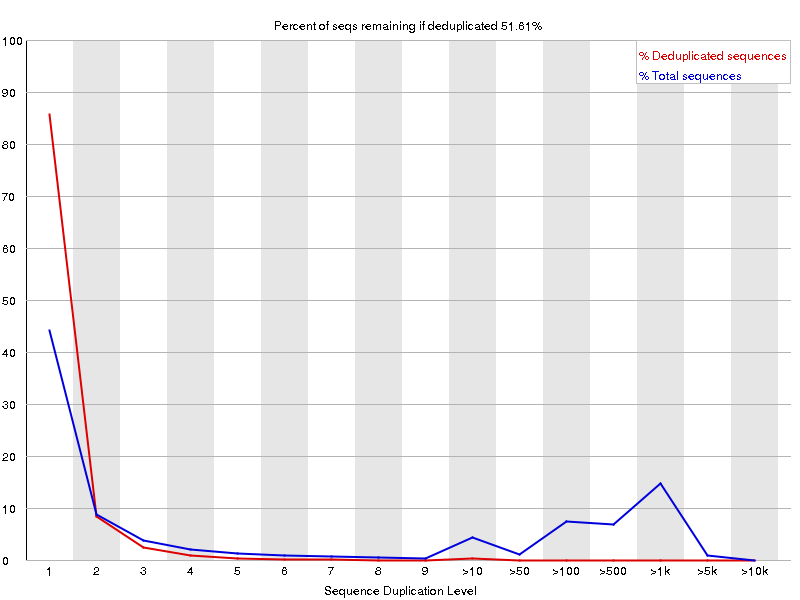 Percent of seqs remaining if deduplicated 51.61%
% Deduplicated sequences
% Total sequences
100
90
80
70
60
50
40
30
20
10
0
1 2 3 4 5 6 7 8 9 >10 >50 >100 >500 >1k >5k >10k
Sequence Duplication Level